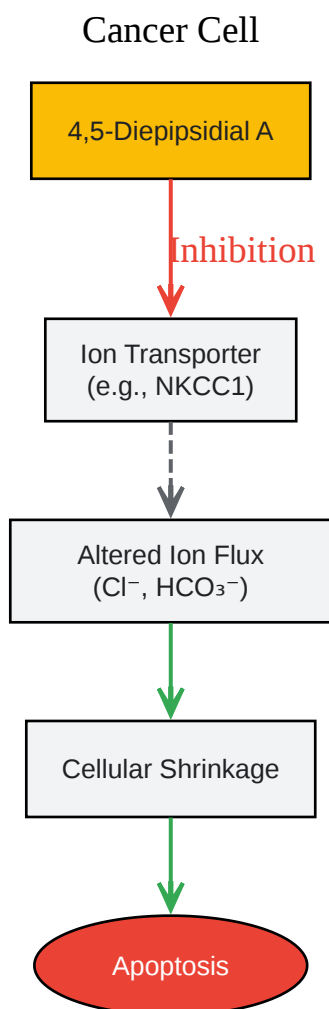 Cancer Cell
4,5-Diepipsidial A
Inhibition
Ion Transporter
(e.g., NKCC1)
Altered Ion Flux
(Cl⁻, HCO₃⁻)
Cellular Shrinkage
Apoptosis